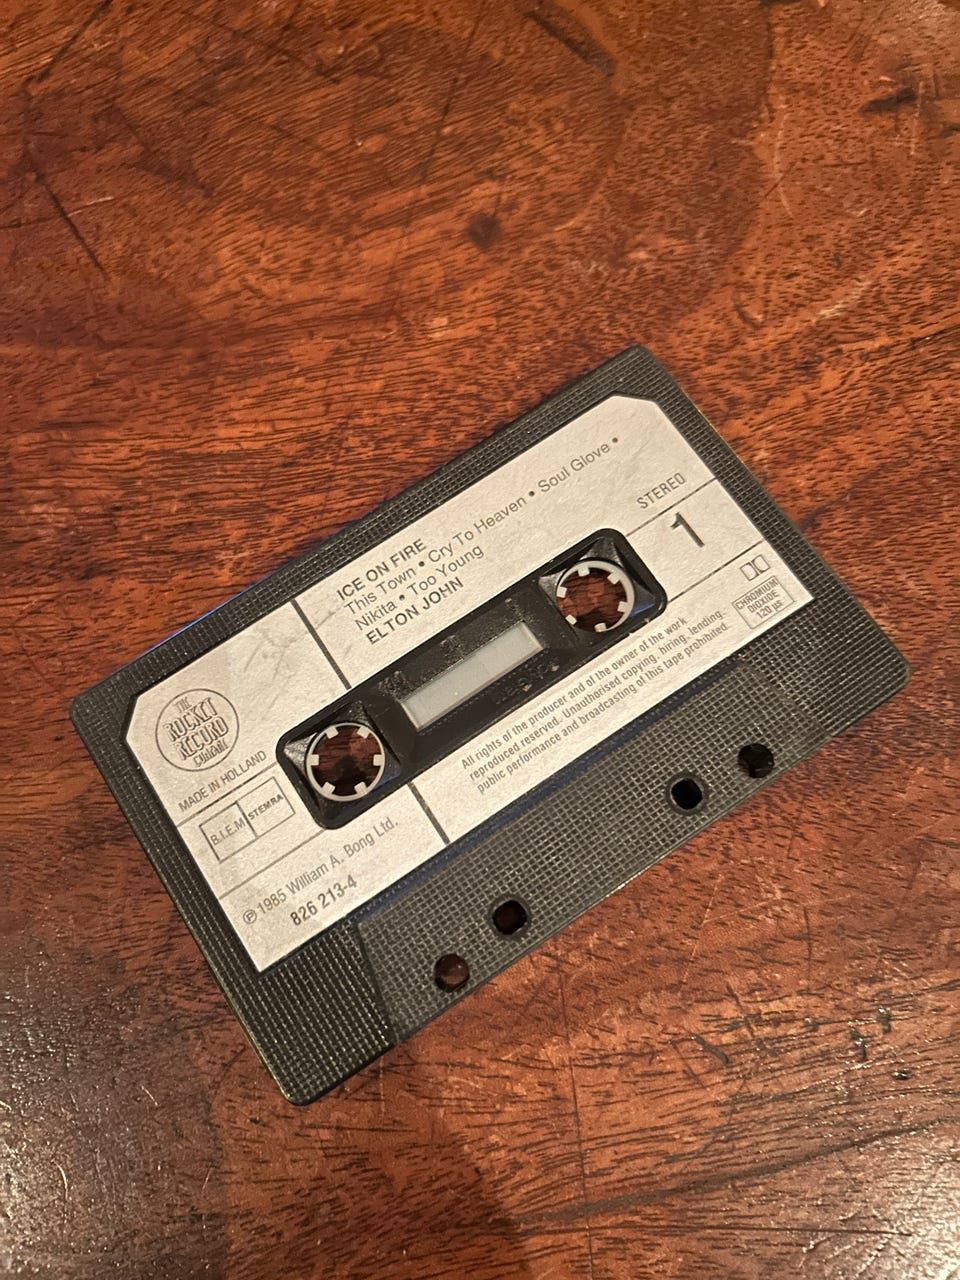 ICE ON FIRE
This Town • Cry To Heaven • Soul Glove •
Nikita • Too Young
ELTON JOHN
STEREO
1
THE
ROCKET
RECORD
COMPANY
MADE IN HOLLAND
B.I.E.M. STEMRA
℗ 1985 William A. Bong Ltd.
826 213-4
All rights of the producer and of the owner of the work
reproduced reserved. Unauthorised copying, hiring, lending,
public performance and broadcasting of this tape prohibited.
CHROMIUM
DIOXIDE
120 µs